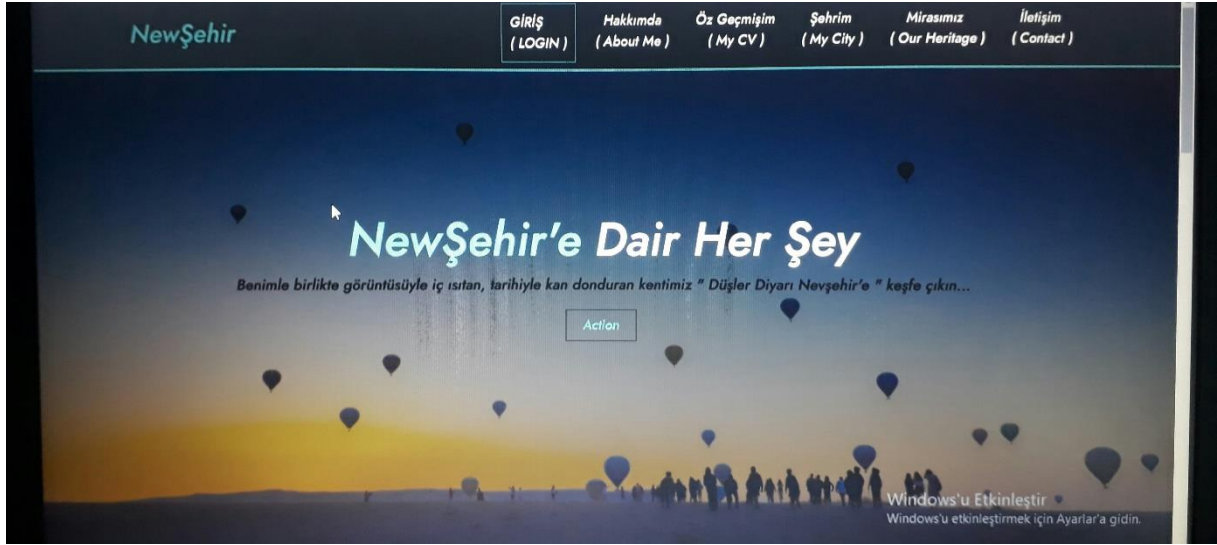 NewŞehir
GİRİŞ
( LOGIN )
Hakkımda
( About Me )
Öz Geçmişim
( My CV )
Şehrim
( My City )
Mirasımız
( Our Heritage )
İletişim
( Contact )
NewŞehir'e Dair Her Şey
Benimle birlikte görüntüsüyle iç ısıtan, tarihiyle kan donduran kentimiz " Düşler Diyarı Nevşehir'e " keşfe çıkın...
Action
Windows'u Etkinleştir
Windows'u etkinleştirmek için Ayarlar'a gidin.